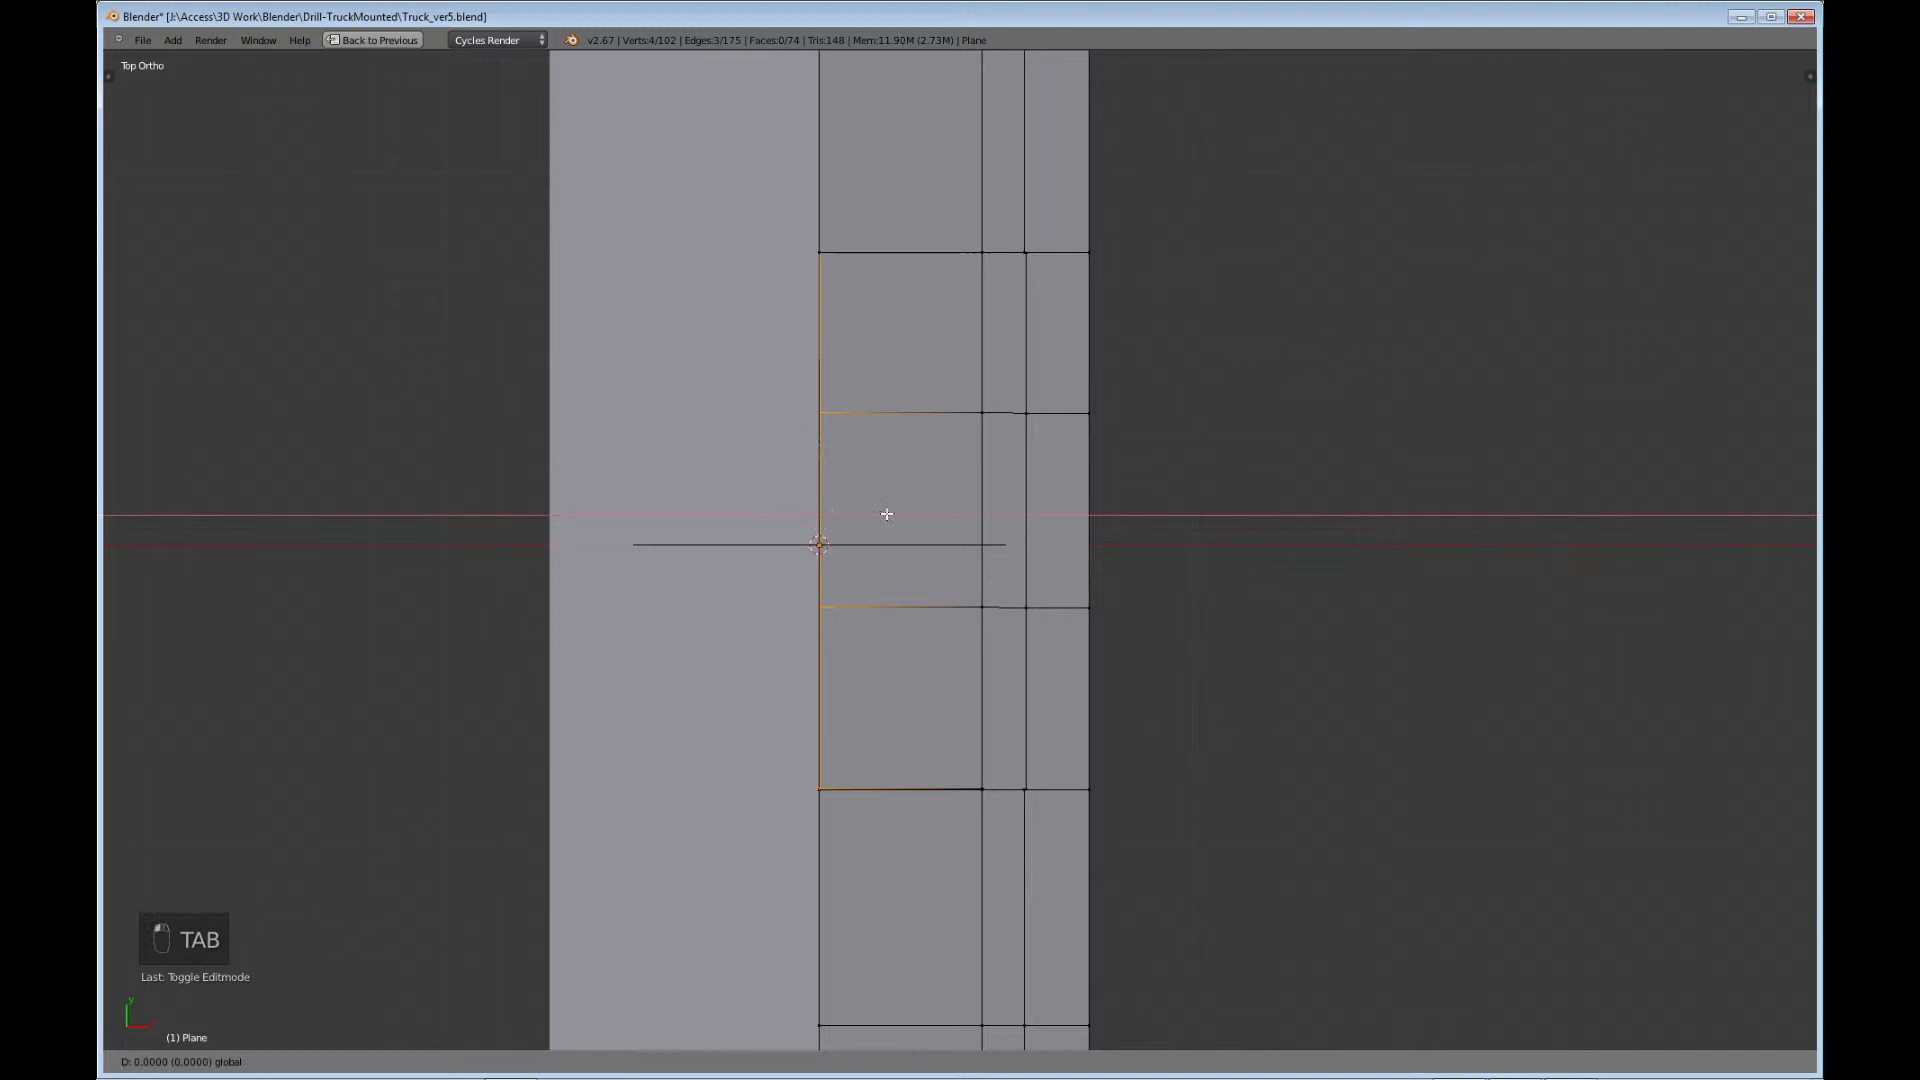 Blender* [J:\Access\3D Work\Blender\Drill-TruckMounted\Truck_ver5.blend]
File Add Render Window Help Back to Previous Cycles Render v2.67 | Verts:4/102 | Edges:3/175 | Faces:0/74 | Tris:148 | Mem:11.90M (2.73M) | Plane
Top Ortho
TAB
Last: Toggle Editmode
y
(1) Plane
D: 0.0000 (0.0000) global